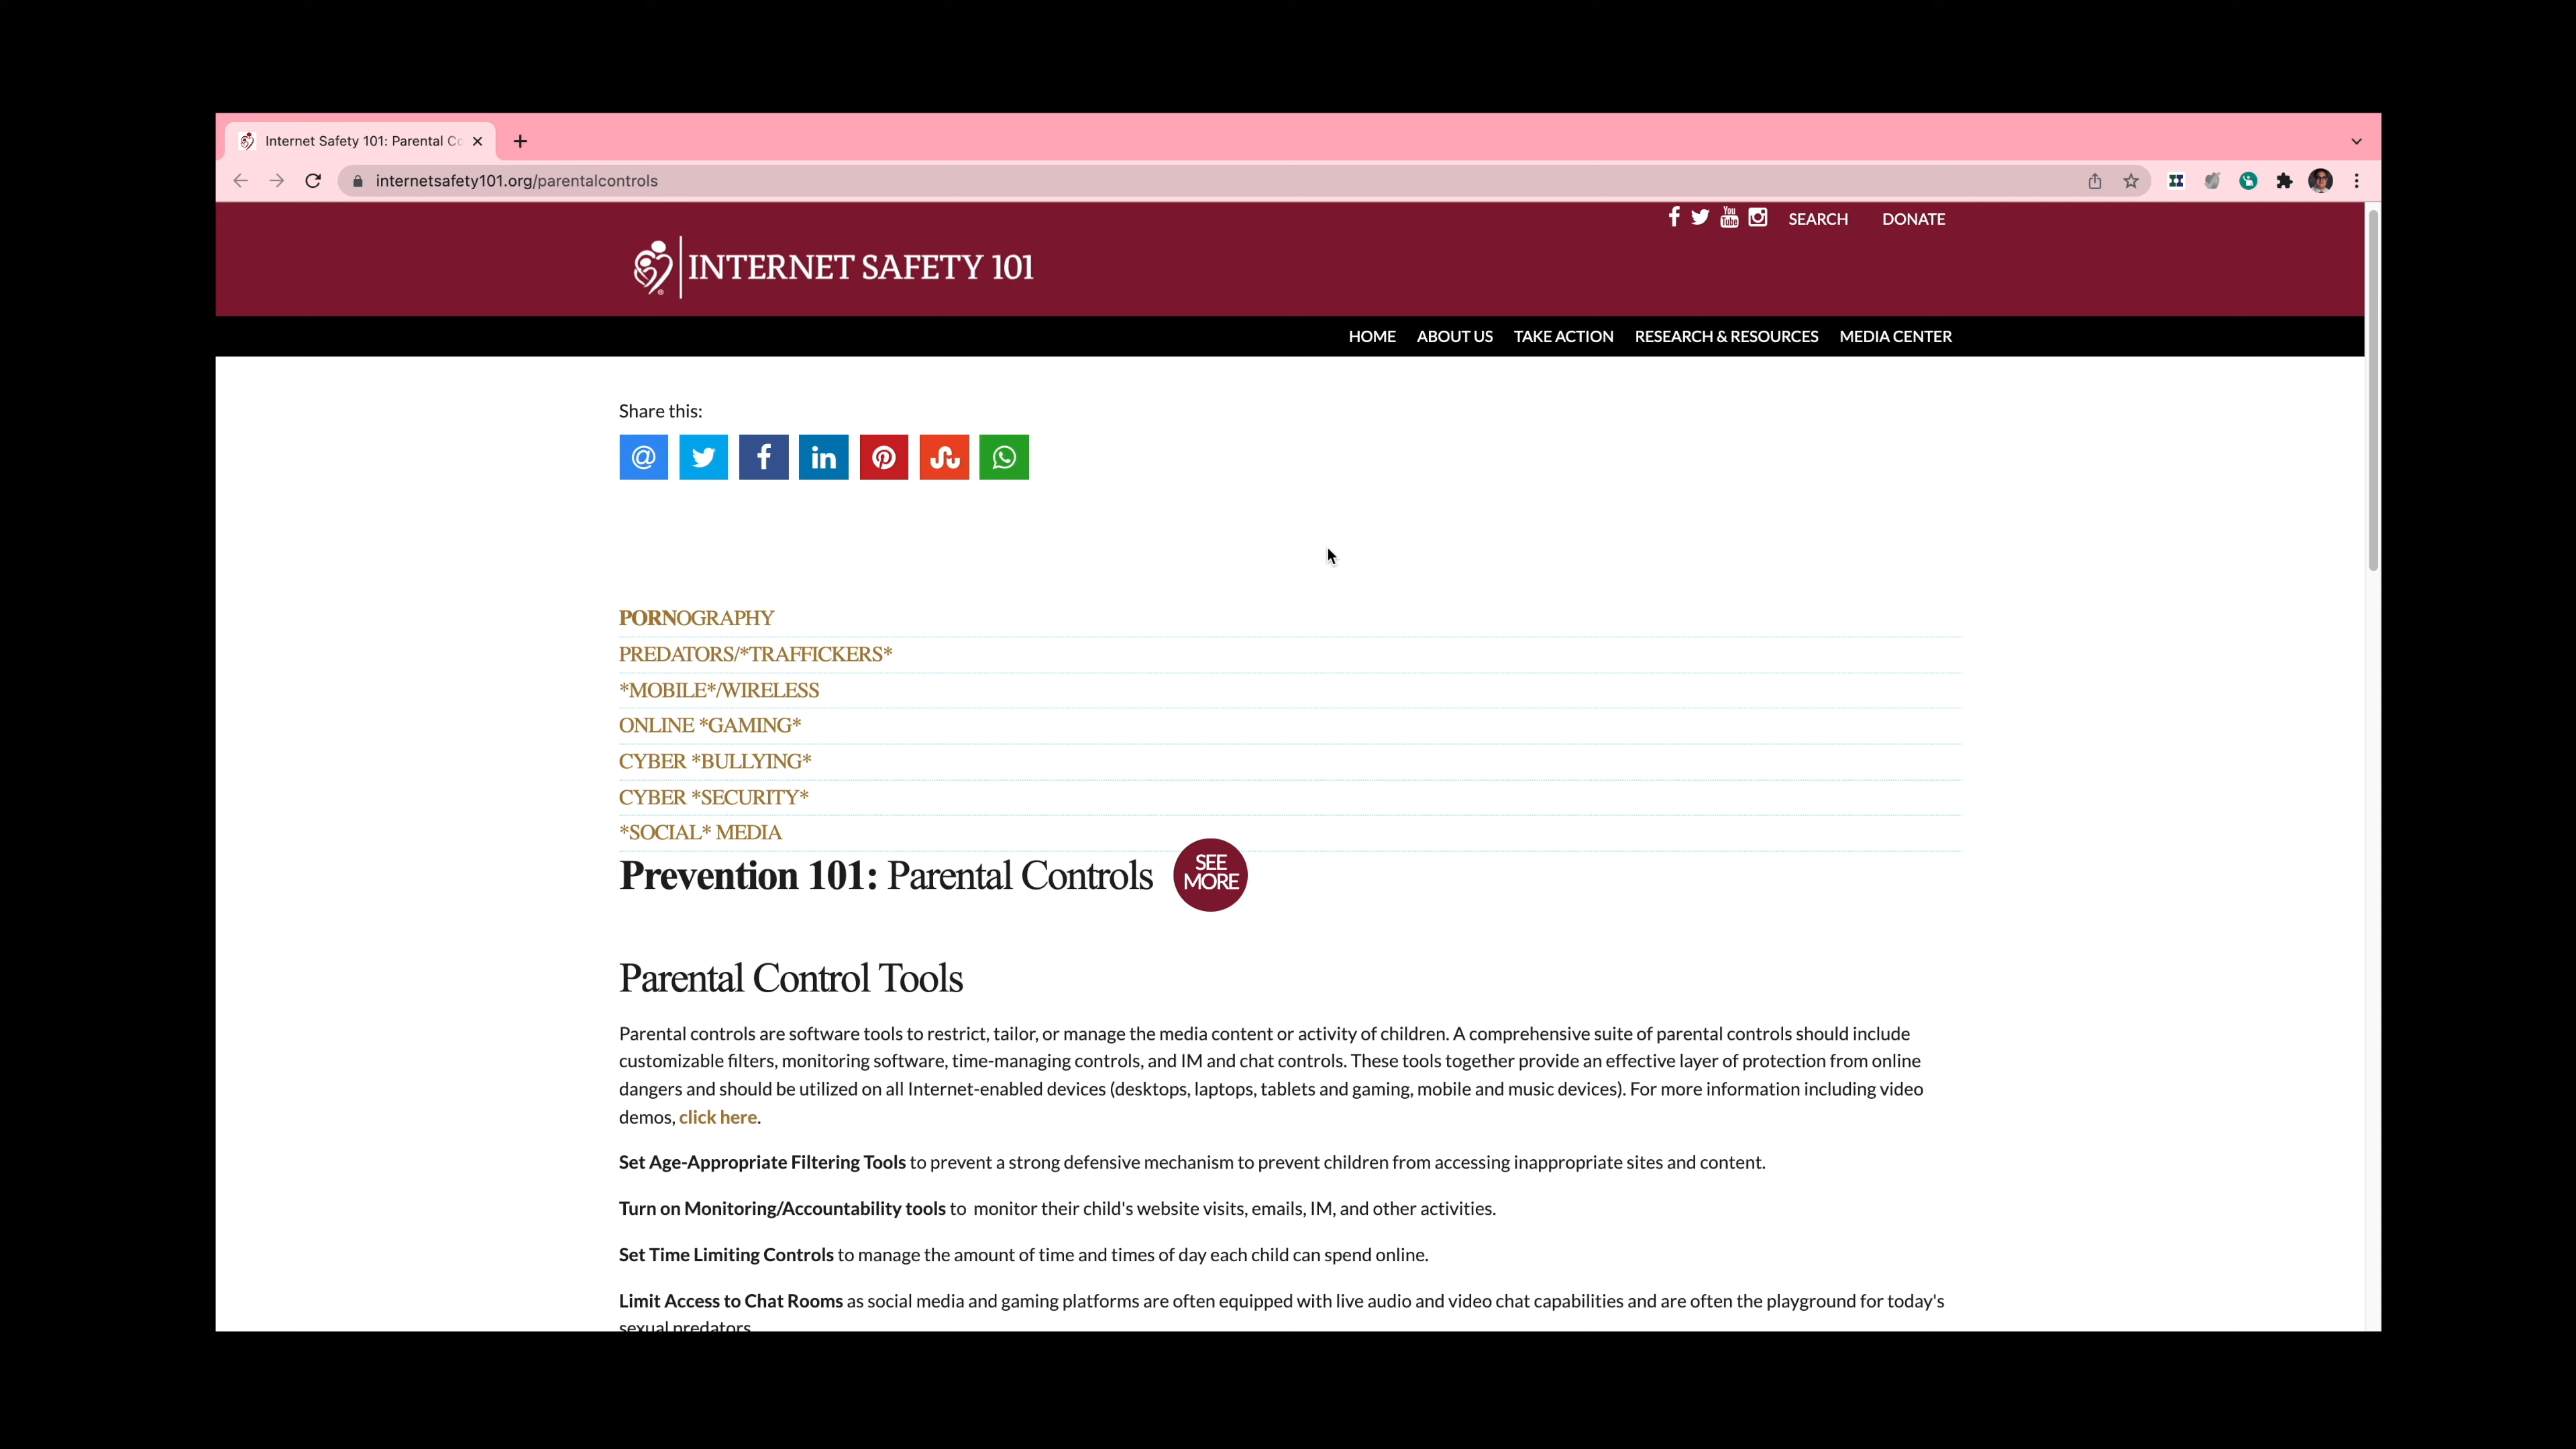 Internet Safety 101: Parental Co
internetsafety101.org/parentalcontrols
You Tube SEARCH DONATE
INTERNET SAFETY 101
HOME ABOUT US TAKE ACTION RESEARCH & RESOURCES MEDIA CENTER
Share this:
PORNOGRAPHY
PREDATORS/*TRAFFICKERS*
*MOBILE*/WIRELESS
ONLINE *GAMING*
CYBER *BULLYING*
CYBER *SECURITY*
*SOCIAL* MEDIA
Prevention 101: Parental Controls
SEE
MORE
Parental Control Tools
Parental controls are software tools to restrict, tailor, or manage the media content or activity of children. A comprehensive suite of parental controls should include
customizable filters, monitoring software, time-managing controls, and IM and chat controls. These tools together provide an effective layer of protection from online
dangers and should be utilized on all Internet-enabled devices (desktops, laptops, tablets and gaming, mobile and music devices). For more information including video
demos, click here.
Set Age-Appropriate Filtering Tools to prevent a strong defensive mechanism to prevent children from accessing inappropriate sites and content.
Turn on Monitoring/Accountability tools to monitor their child's website visits, emails, IM, and other activities.
Set Time Limiting Controls to manage the amount of time and times of day each child can spend online.
Limit Access to Chat Rooms as social media and gaming platforms are often equipped with live audio and video chat capabilities and are often the playground for today's
sexual predators